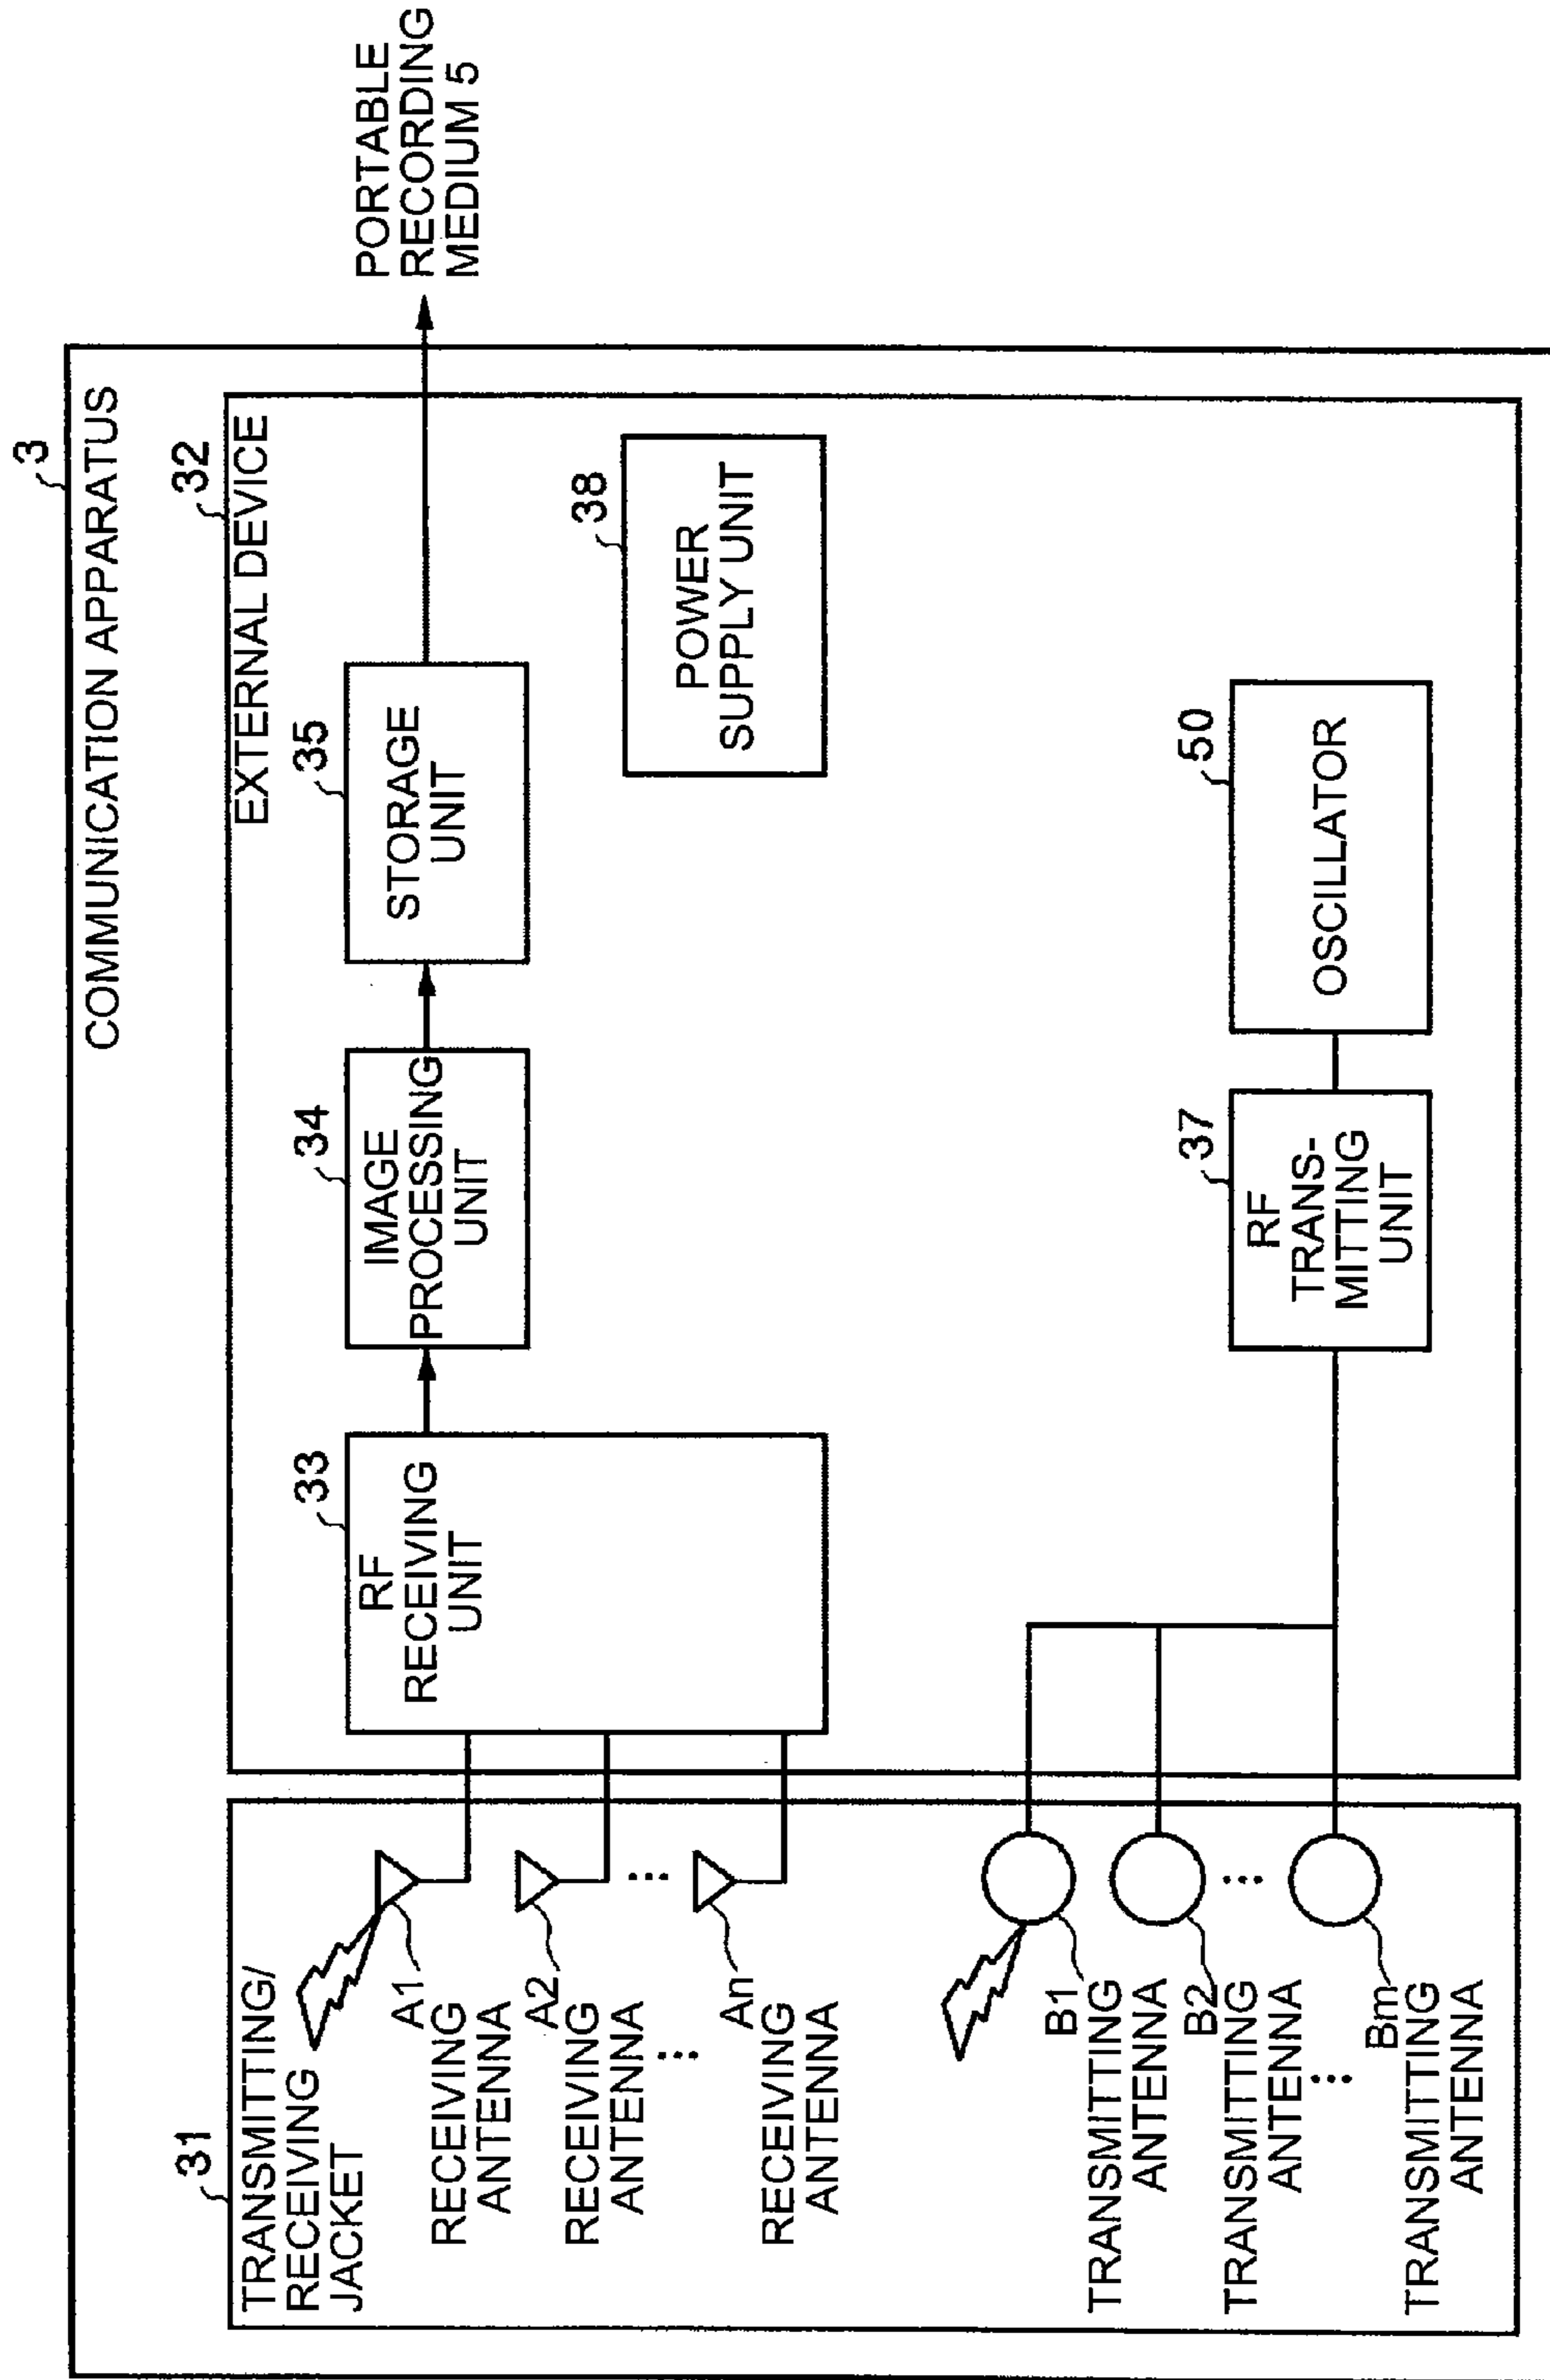 3
COMMUNICATION APPARATUS
31
TRANSMITTING/
RECEIVING
JACKET
A1
RECEIVING
ANTENNA
A2
RECEIVING
ANTENNA
An
RECEIVING
ANTENNA
B1
TRANSMITTING
ANTENNA
B2
TRANSMITTING
ANTENNA
Bm
TRANSMITTING
ANTENNA
32
EXTERNAL DEVICE
33
RF
RECEIVING
UNIT
34
IMAGE
PROCESSING
UNIT
35
STORAGE
UNIT
38
POWER
SUPPLY UNIT
37
RF
TRANS-
MITTING
UNIT
50
OSCILLATOR
PORTABLE
RECORDING
MEDIUM 5